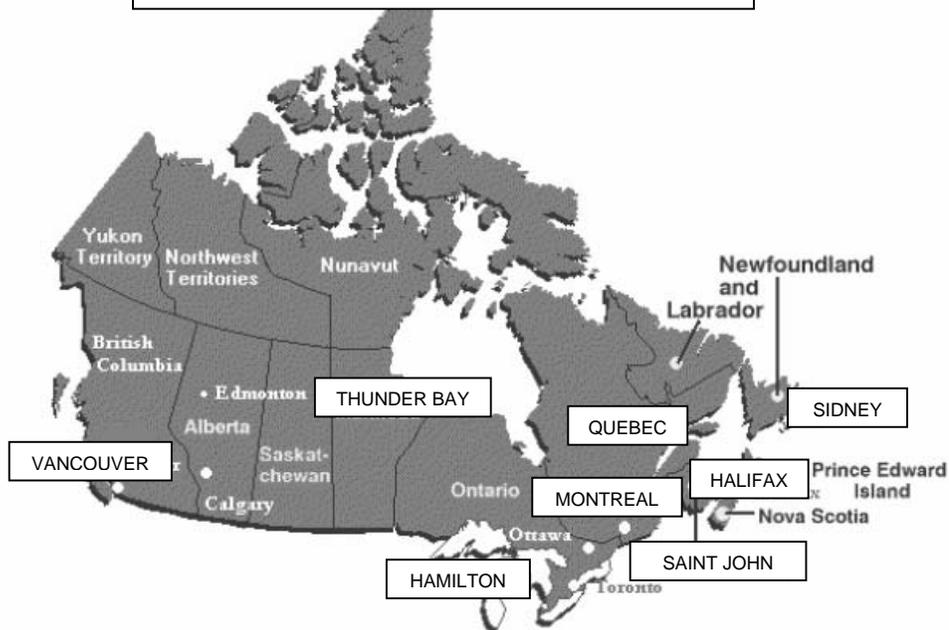 Yukon
Territory
Northwest
Territories
Nunavut
Newfoundland
and
Labrador
British
Columbia
Edmonton
THUNDER BAY
SIDNEY
QUEBEC
Alberta
Saskat-
chewan
VANCOUVER
r
Calgary
Ontario
MONTREAL
HALIFAX
x
Prince Edward
Island
Nova Scotia
Ottawa
SAINT JOHN
HAMILTON
Toronto